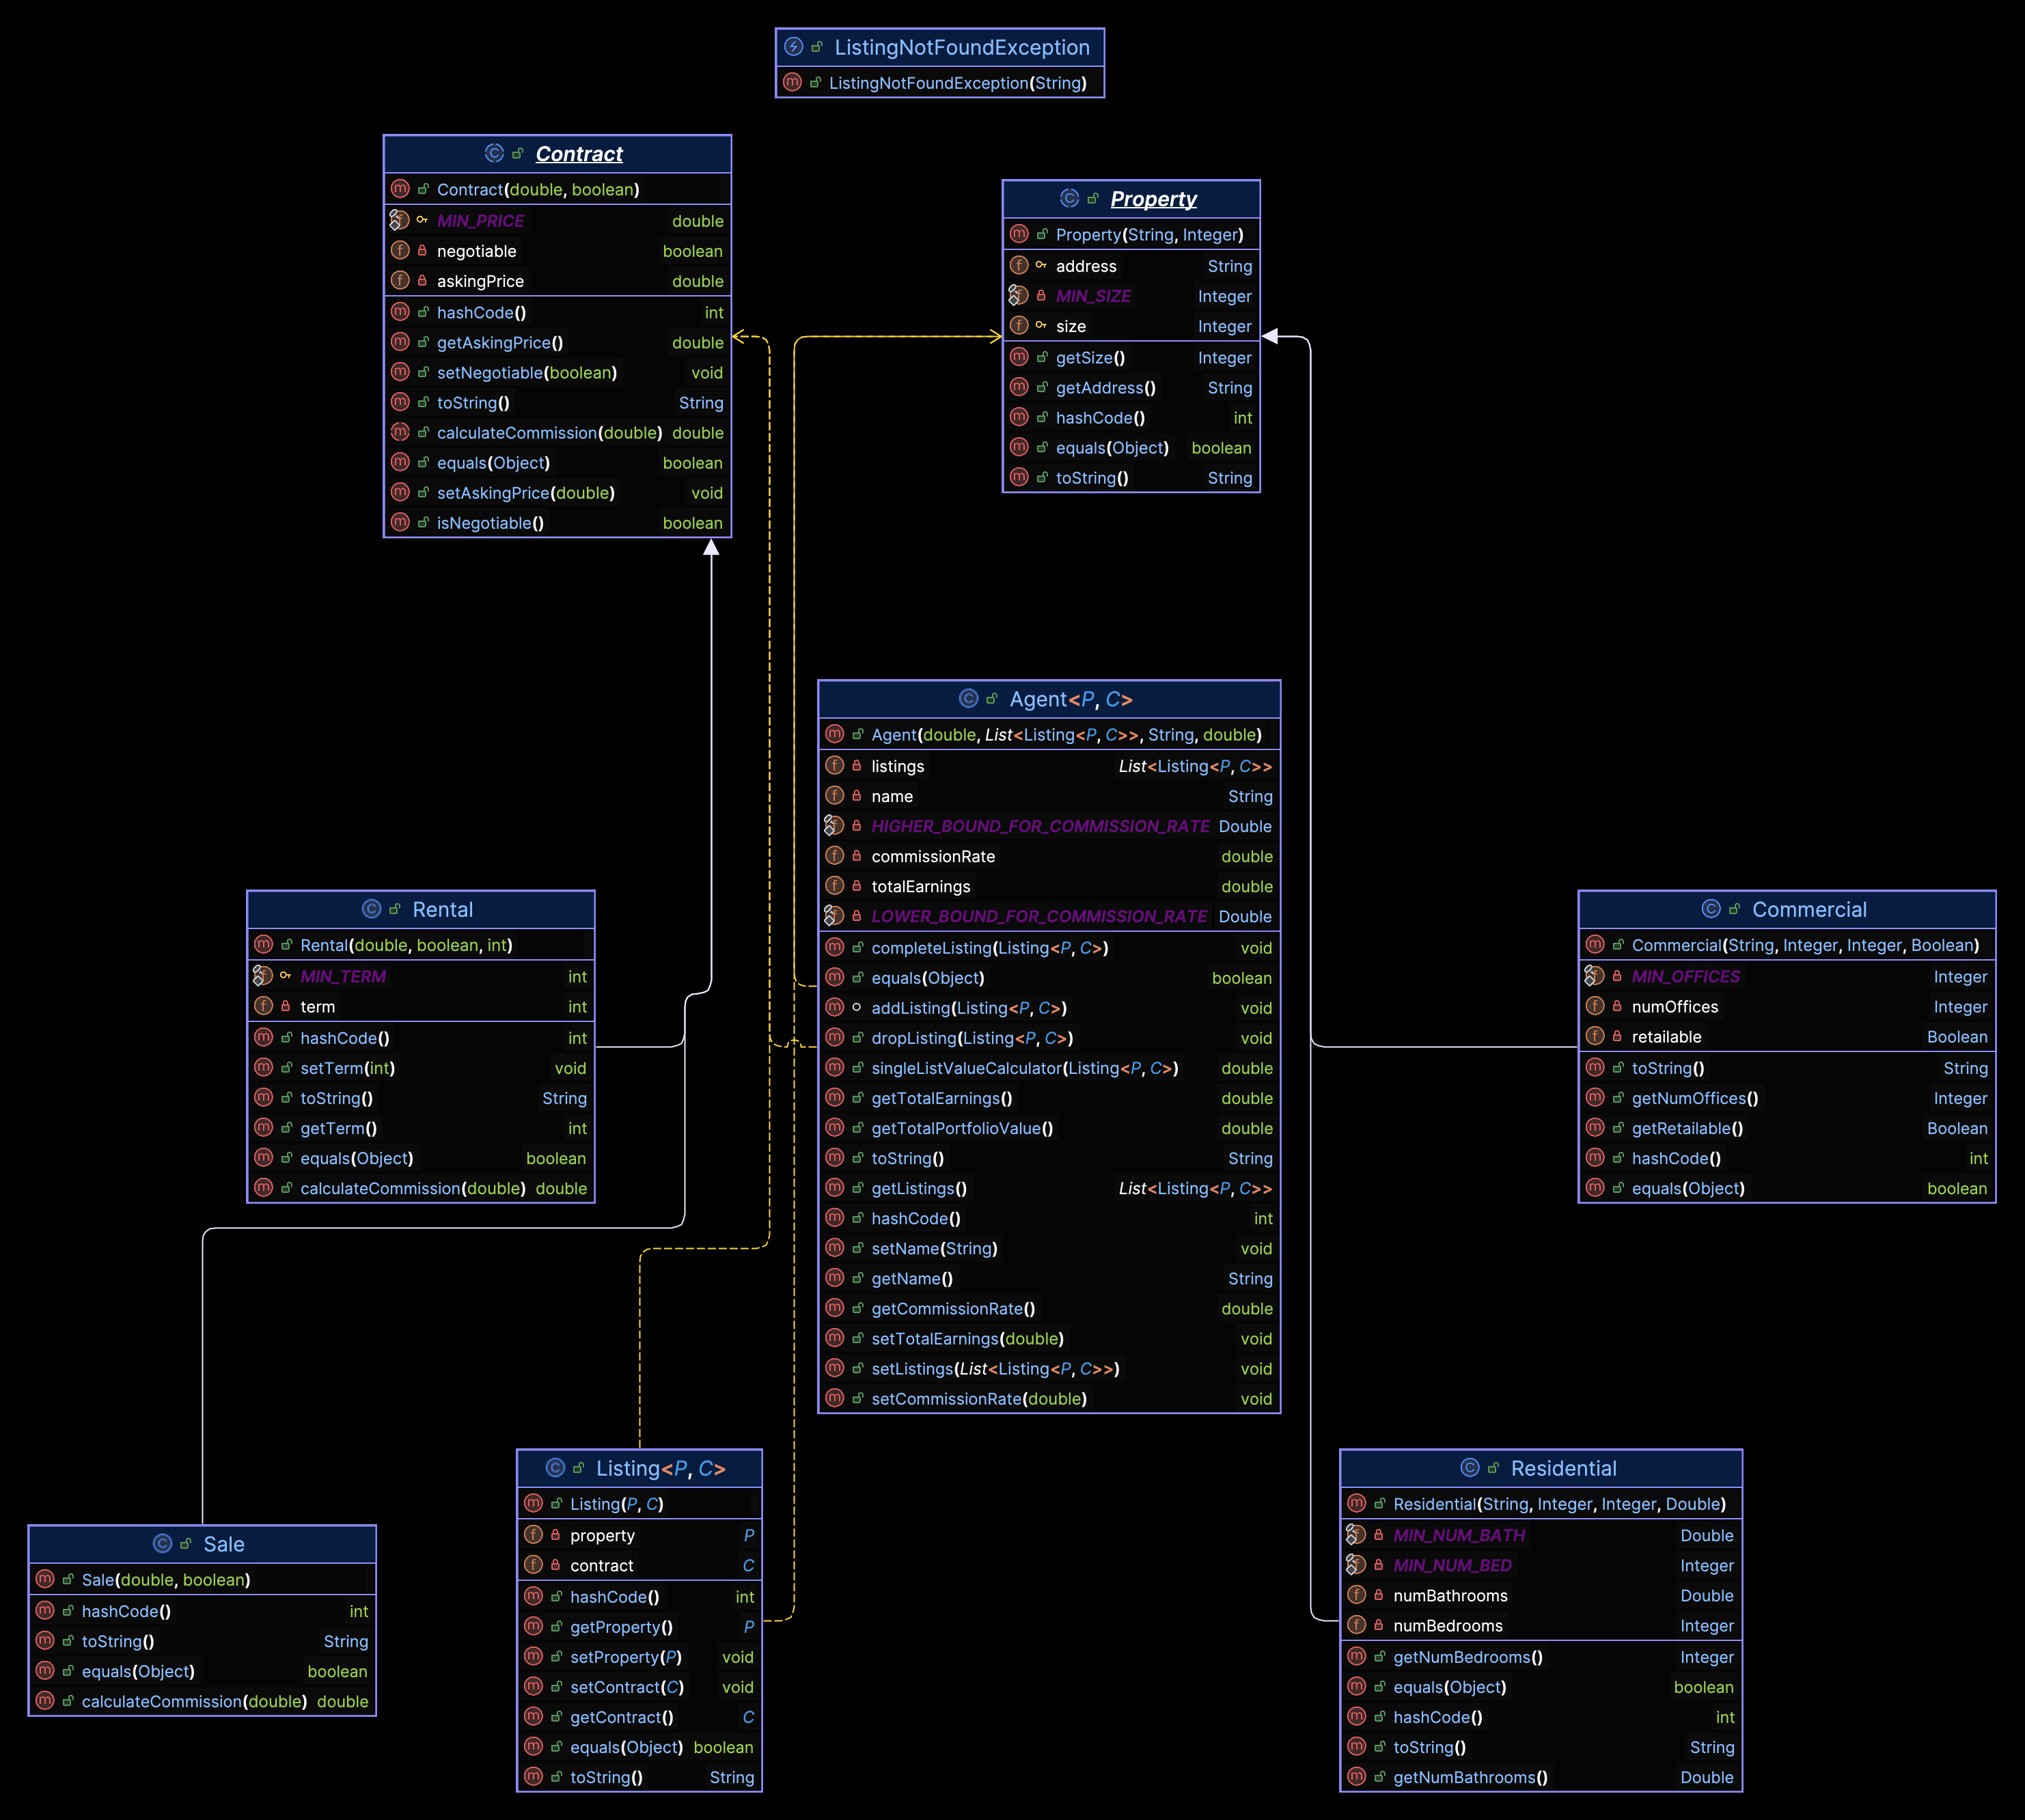 ListingNotFoundException
ListingNotFoundException(String)
Contract
Contract(double, boolean)
MIN_PRICE double
negotiable boolean
askingPrice double
hashCode() int
getAskingPrice() double
setNegotiable(boolean) void
toString() String
calculateCommission(double) double
equals(Object) boolean
setAskingPrice(double) void
isNegotiable() boolean
Property
Property(String, Integer)
address String
MIN_SIZE Integer
size Integer
getSize() Integer
getAddress() String
hashCode() int
equals(Object) boolean
toString() String
Agent<P, C>
Agent(double, List<Listing<P, C>>, String, double)
listings List<Listing<P, C>>
name String
HIGHER_BOUND_FOR_COMMISSION_RATE Double
commissionRate double
totalEarnings double
LOWER_BOUND_FOR_COMMISSION_RATE Double
completeListing(Listing<P, C>) void
equals(Object) boolean
addListing(Listing<P, C>) void
dropListing(Listing<P, C>) void
singleListValueCalculator(Listing<P, C>) double
getTotalEarnings() double
getTotalPortfolioValue() double
toString() String
getListings() List<Listing<P, C>>
hashCode() int
setName(String) void
getName() String
getCommissionRate() double
setTotalEarnings(double) void
setListings(List<Listing<P, C>>) void
setCommissionRate(double) void
Rental
Rental(double, boolean, int)
MIN_TERM int
term int
hashCode() int
setTerm(int) void
toString() String
getTerm() int
equals(Object) boolean
calculateCommission(double) double
Commercial
Commercial(String, Integer, Integer, Boolean)
MIN_OFFICES Integer
numOffices Integer
retailable Boolean
toString() String
getNumOffices() Integer
getRetailable() Boolean
hashCode() int
equals(Object) boolean
Sale
Sale(double, boolean)
hashCode() int
toString() String
equals(Object) boolean
calculateCommission(double) double
Listing<P, C>
Listing(P, C)
property P
contract C
hashCode() int
getProperty() P
setProperty(P) void
setContract(C) void
getContract() C
equals(Object) boolean
toString() String
Residential
Residential(String, Integer, Integer, Double)
MIN_NUM_BATH Double
MIN_NUM_BED Integer
numBathrooms Double
numBedrooms Integer
getNumBedrooms() Integer
equals(Object) boolean
hashCode() int
toString() String
getNumBathrooms() Double